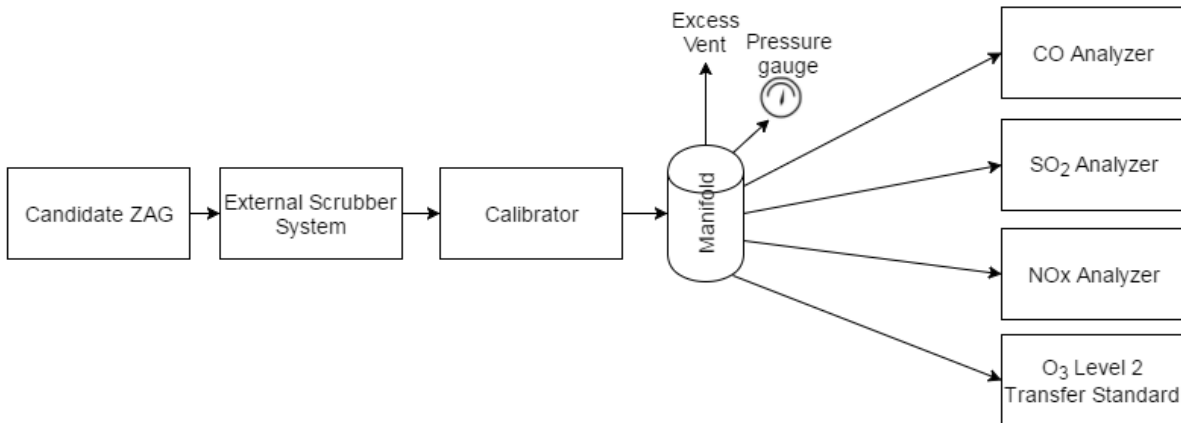 Excess
Vent
Pressure
gauge
CO Analyzer
SO₂ Analyzer
Candidate ZAG
External Scrubber
System
Calibrator
Manifold
NOx Analyzer
O₃ Level 2
Transfer Standard